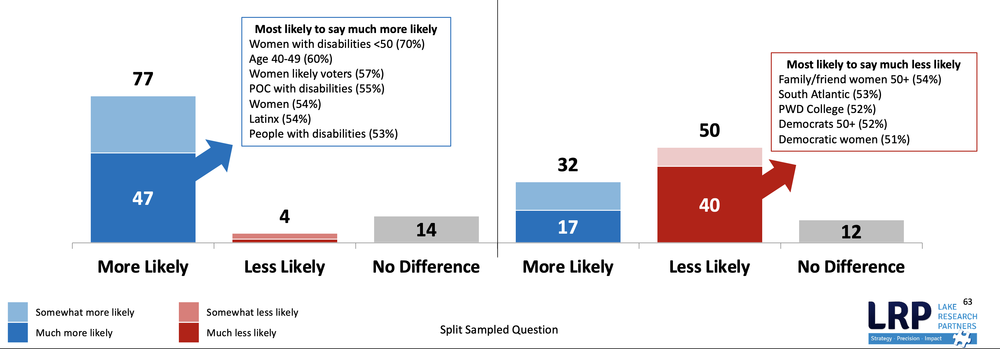 Most likely to say much more likely
Women with disabilities <50 (70%)
Age 40-49 (60%)
Women likely voters (57%)
POC with disabilities (55%)
Women (54%)
Latinx (54%)
People with disabilities (53%)
77
47
4
14
Most likely to say much less likely
Family/friend women 50+ (54%)
South Atlantic (53%)
PWD College (52%)
Democrats 50+ (52%)
Democratic women (51%)
32
17
50
40
12
More Likely
Less Likely
No Difference
More Likely
Less Likely
No Difference
Somewhat more likely
Much more likely
Somewhat less likely
Much less likely
Split Sampled Question
63
LRP
LAKE
RESEARCH
PARTNERS
Strategy · Precision · Impact